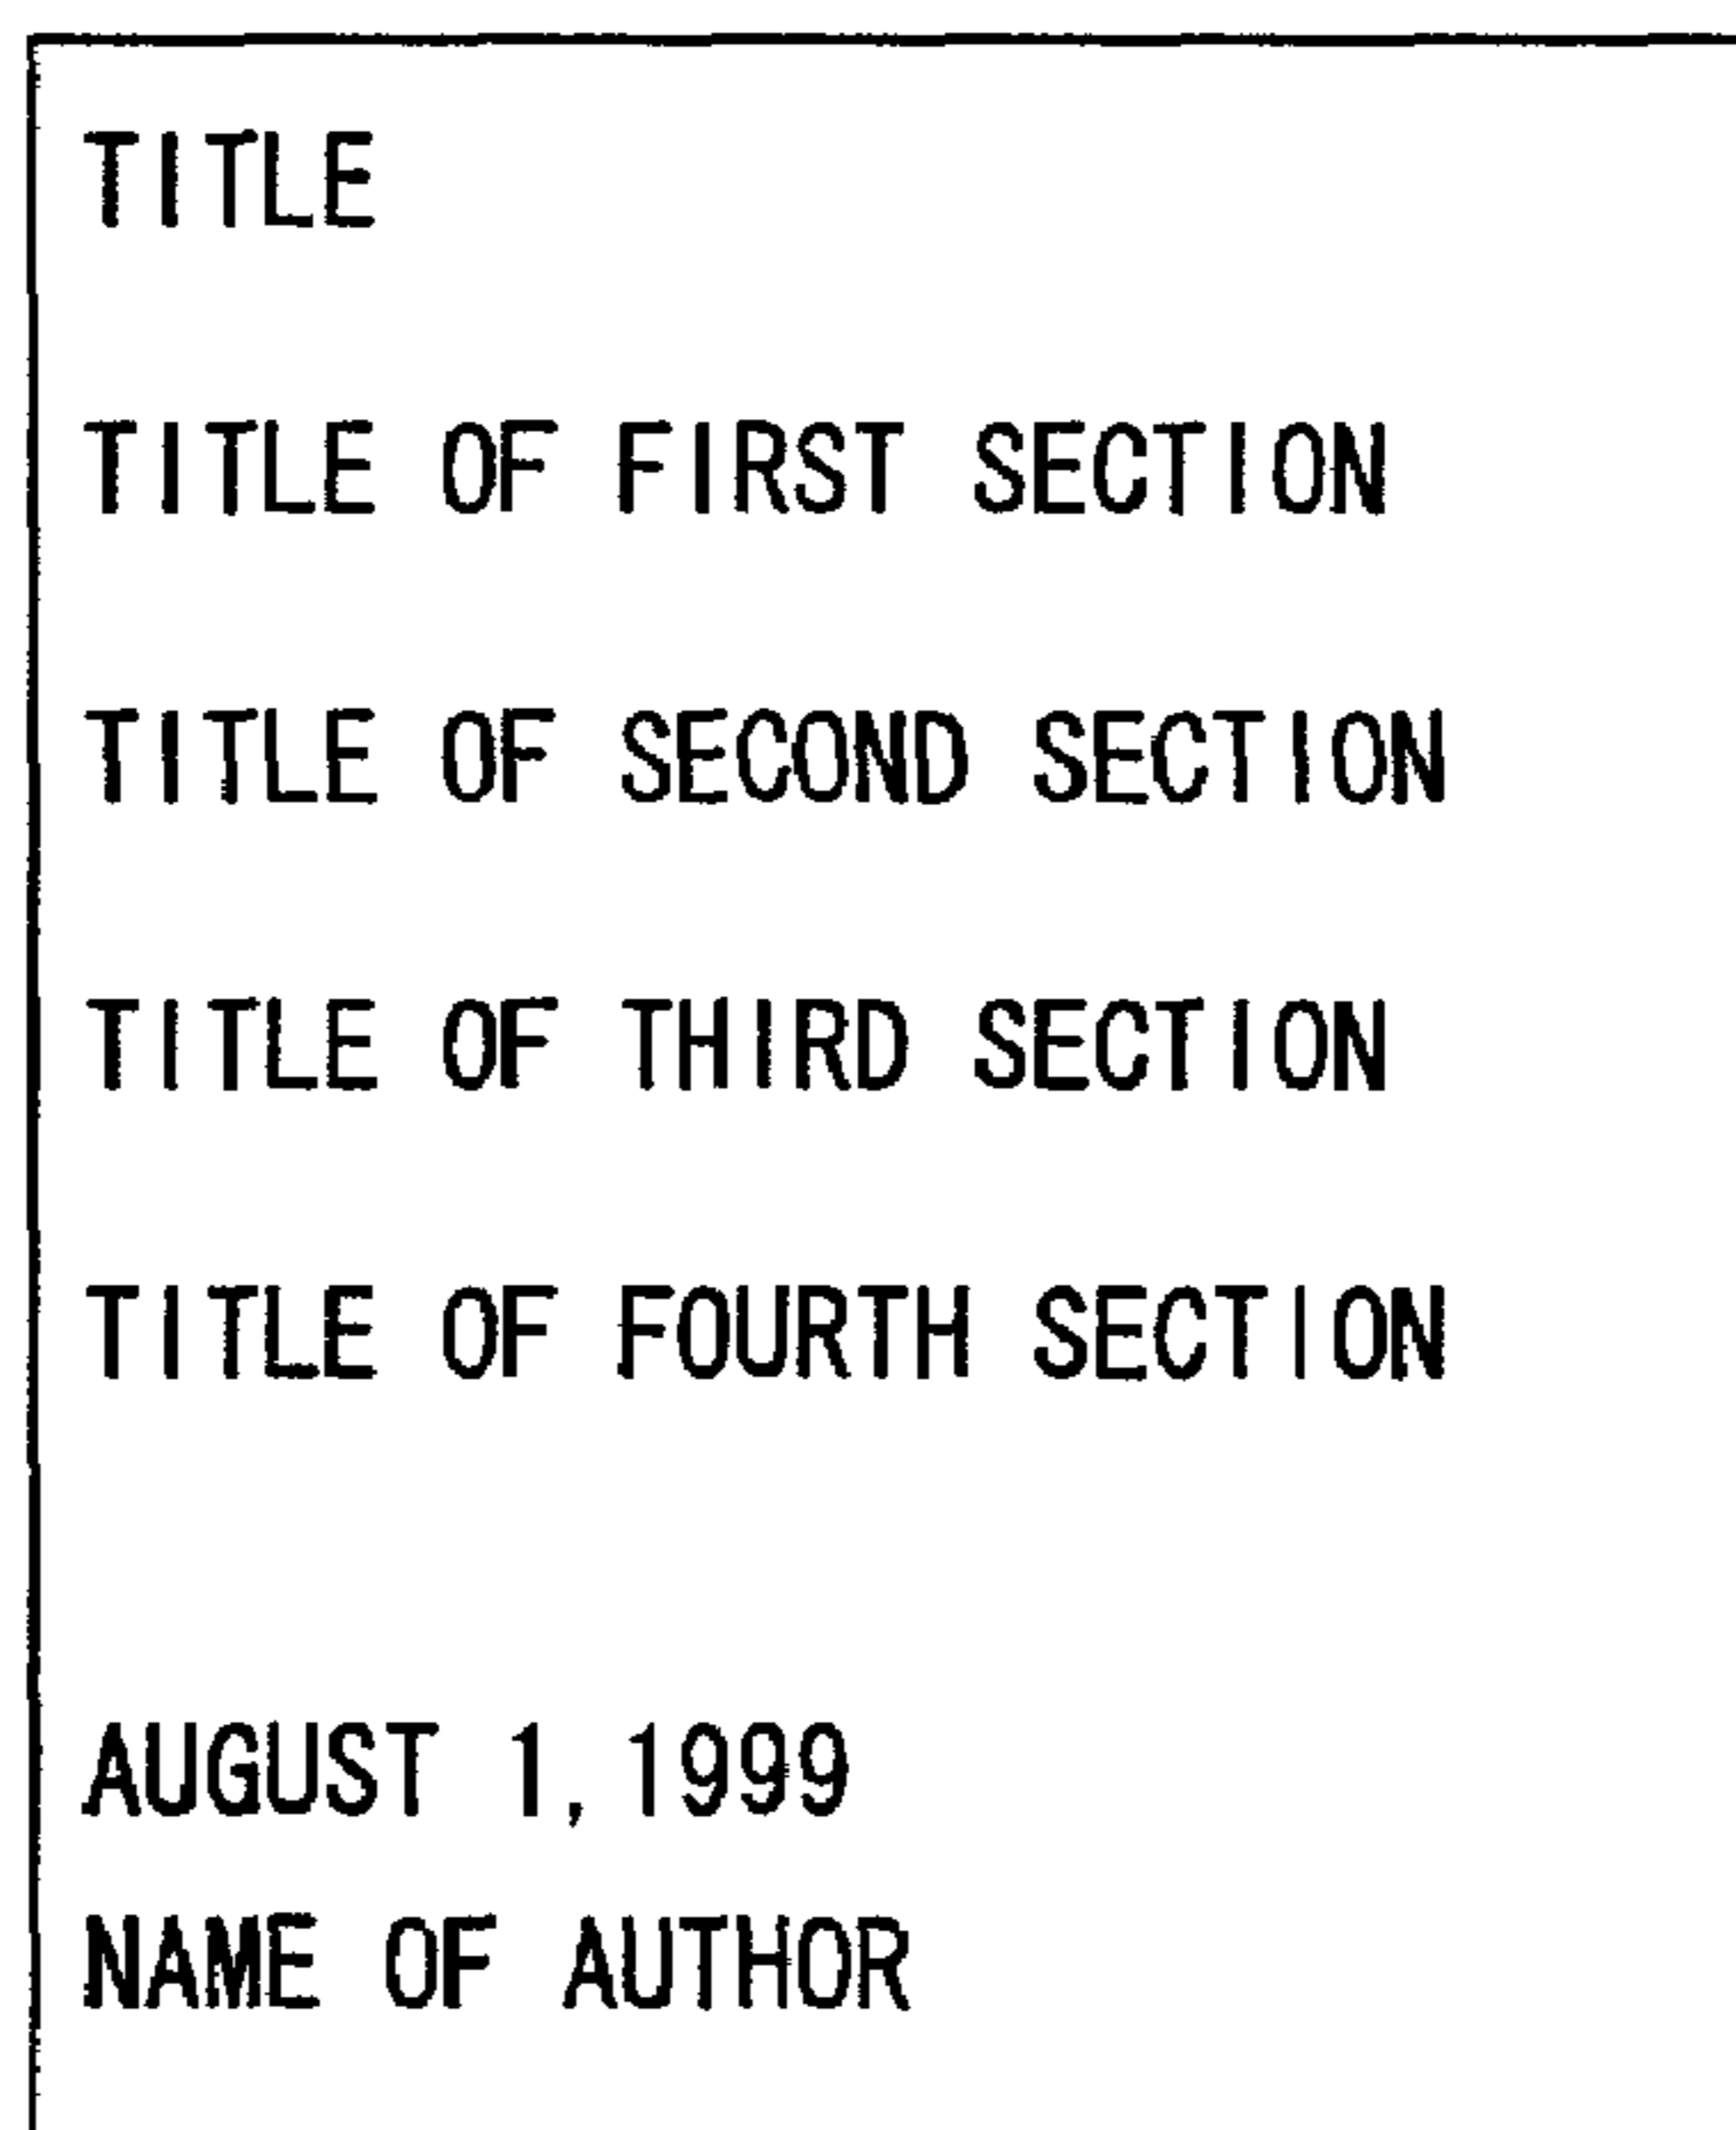 TITLE
TITLE OF FIRST SECTION
TITLE OF SECOND SECTION
TITLE OF THIRD SECTION
TITLE OF FOURTH SECTION
AUGUST 1, 1999
NAME OF AUTHOR